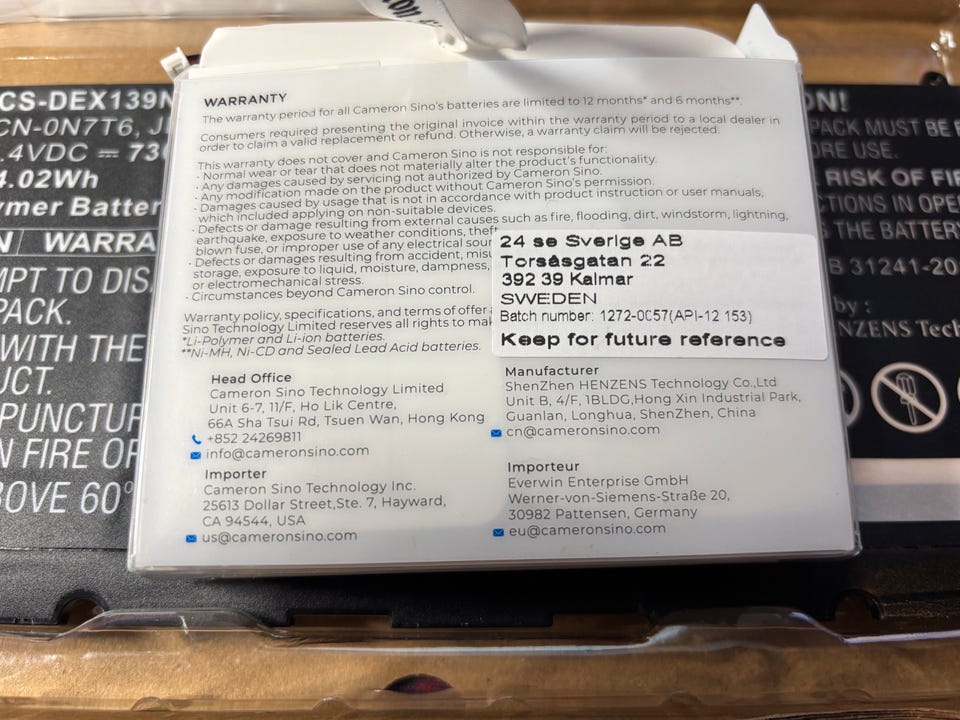 CS-DEX139N
CN-0N7T6, J
.4VDC ⎓ 73
4.02Wh
ymer Batter
WARRA
MPT TO DIS
PACK.
WITH THE
UCT.
PUNCTUR
N FIRE OR
BOVE 60°
WARRANTY
The warranty period for all Cameron Sino's batteries are limited to 12 months* and 6 months**.
Consumers required presenting the original invoice within the warranty period to a local dealer in
order to claim a valid replacement or refund. Otherwise, a warranty claim will be rejected.
This warranty does not cover and Cameron Sino is not responsible for:
· Normal wear or tear that does not materially alter the product's functionality.
· Any damages caused by servicing not authorized by Cameron Sino.
· Any modification made on the product without Cameron Sino's permission.
· Damages caused by usage that is not in accordance with product instruction or user manuals,
which included applying on non-suitable devices.
· Defects or damage resulting from external causes such as fire, flooding, dirt, windstorm, lightning,
earthquake, exposure to weather conditions, theft
blown fuse, or improper use of any electrical sour
· Defects or damages resulting from accident, misu
storage, exposure to liquid, moisture, dampness,
or electromechanical stress.
· Circumstances beyond Cameron Sino control.
Warranty policy, specifications, and terms of offer
Sino Technology Limited reserves all rights to mak
*Li-Polymer and Li-ion batteries.
**Ni-MH, Ni-CD and Sealed Lead Acid batteries.
24 se Sverige AB
Torsåsgatan 22
392 39 Kalmar
SWEDEN
Batch number: 1272-0057(API-12 153)
Keep for future reference
Head Office
Cameron Sino Technology Limited
Unit 6-7, 11/F, Ho Lik Centre,
66A Sha Tsui Rd, Tsuen Wan, Hong Kong
+852 24269811
info@cameronsino.com
Manufacturer
ShenZhen HENZENS Technology Co.,Ltd
Unit B, 4/F, 1BLDG,Hong Xin Industrial Park,
Guanlan, Longhua, ShenZhen, China
cn@cameronsino.com
Importer
Cameron Sino Technology Inc.
25613 Dollar Street,Ste. 7, Hayward,
CA 94544, USA
us@cameronsino.com
Importeur
Everwin Enterprise GmbH
Werner-von-Siemens-Straße 20,
30982 Pattensen, Germany
eu@cameronsino.com
ON!
PACK MUST BE
ORE USE.
RISK OF FI
CTIONS IN OPE
THE BATTER
B 31241-20
by :
NZENS Tech